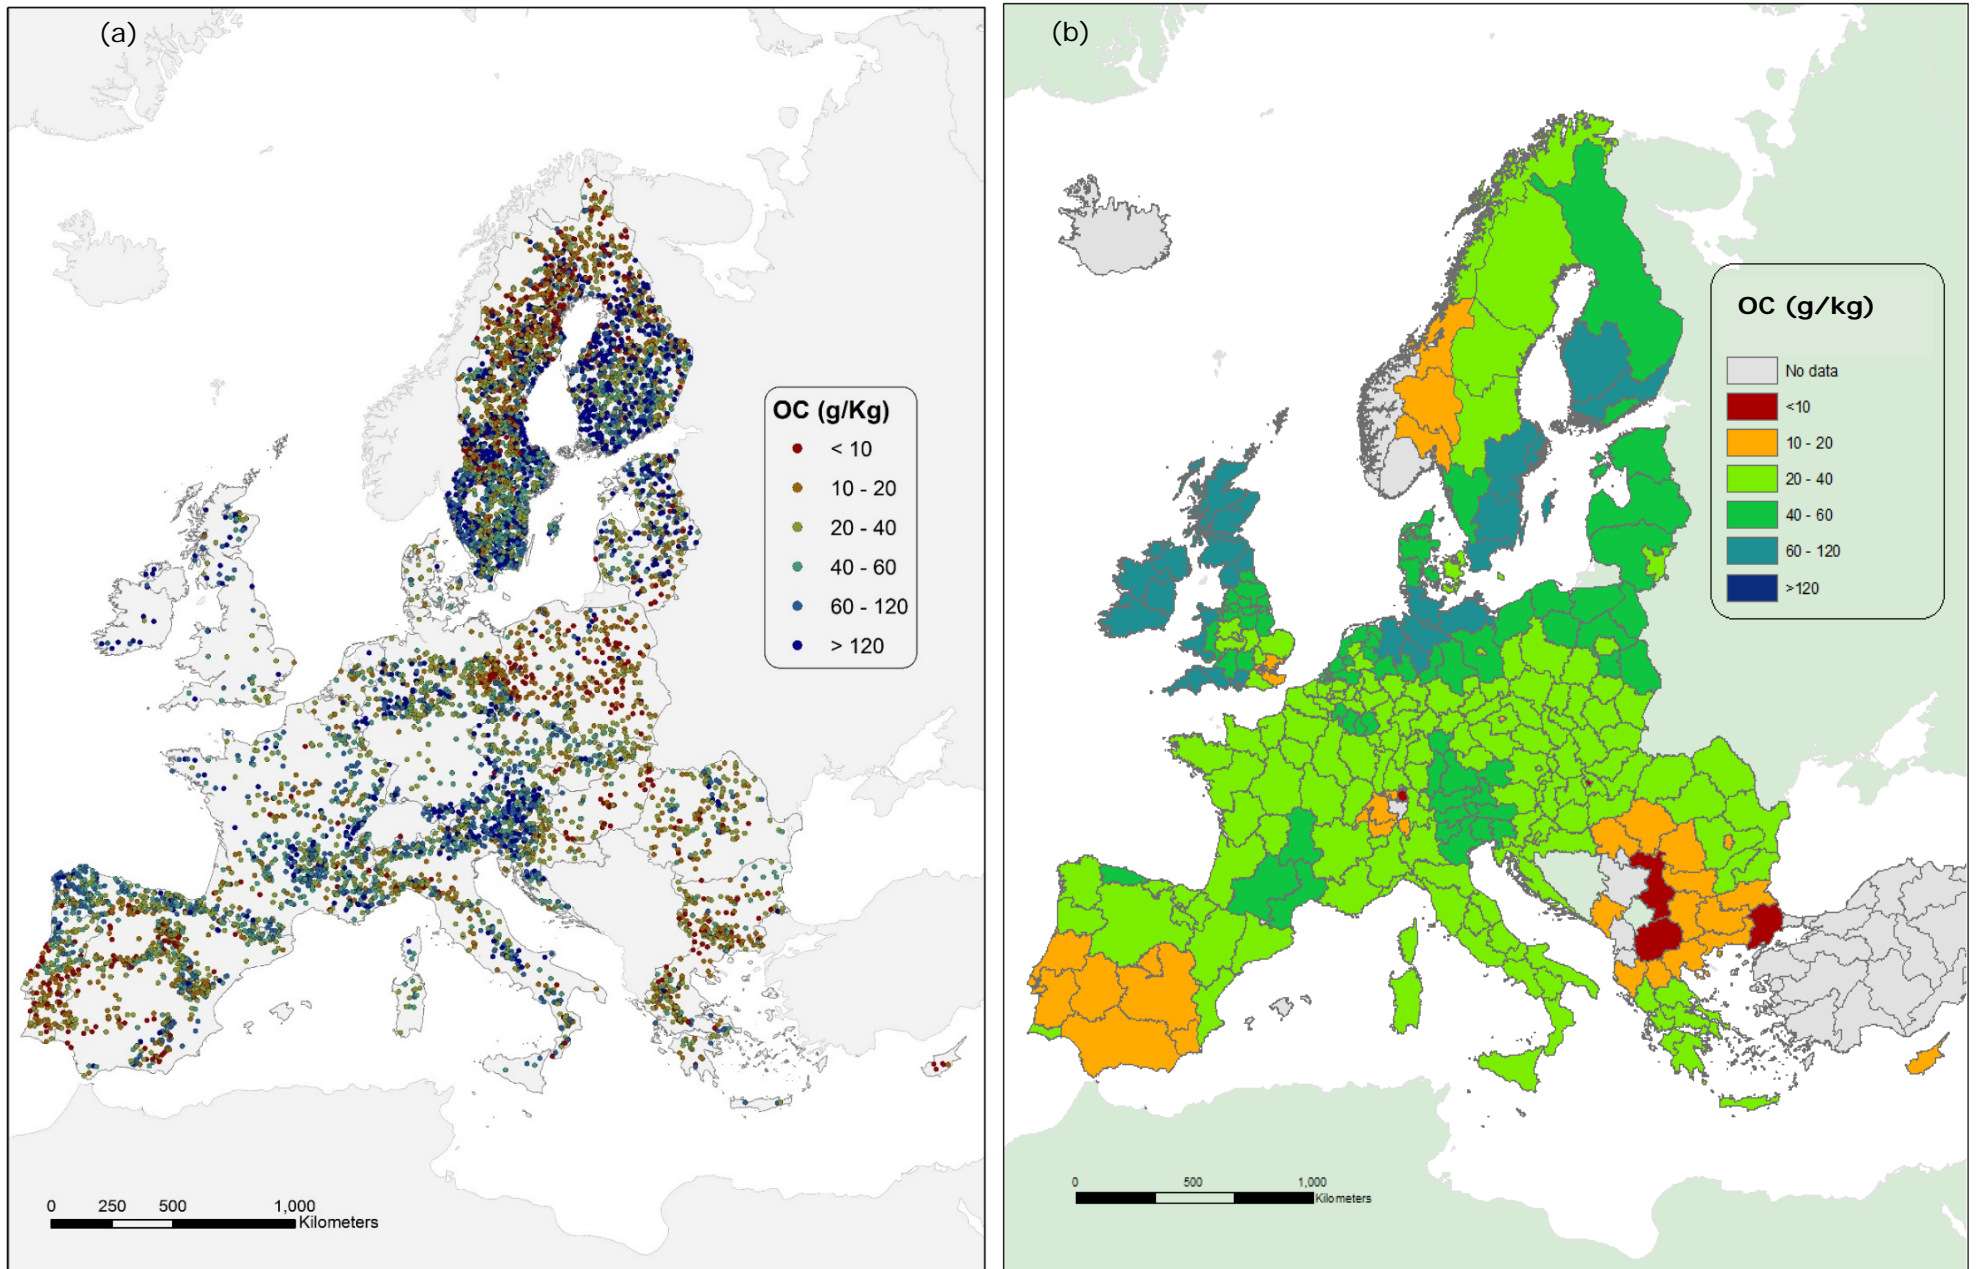 (a)
OC (g/Kg)
< 10
10 - 20
20 - 40
40 - 60
60 - 120
> 120
0 250 500 1,000
Kilometers
(b)
OC (g/kg)
No data
<10
10 - 20
20 - 40
40 - 60
60 - 120
>120
0 500 1,000
Kilometers